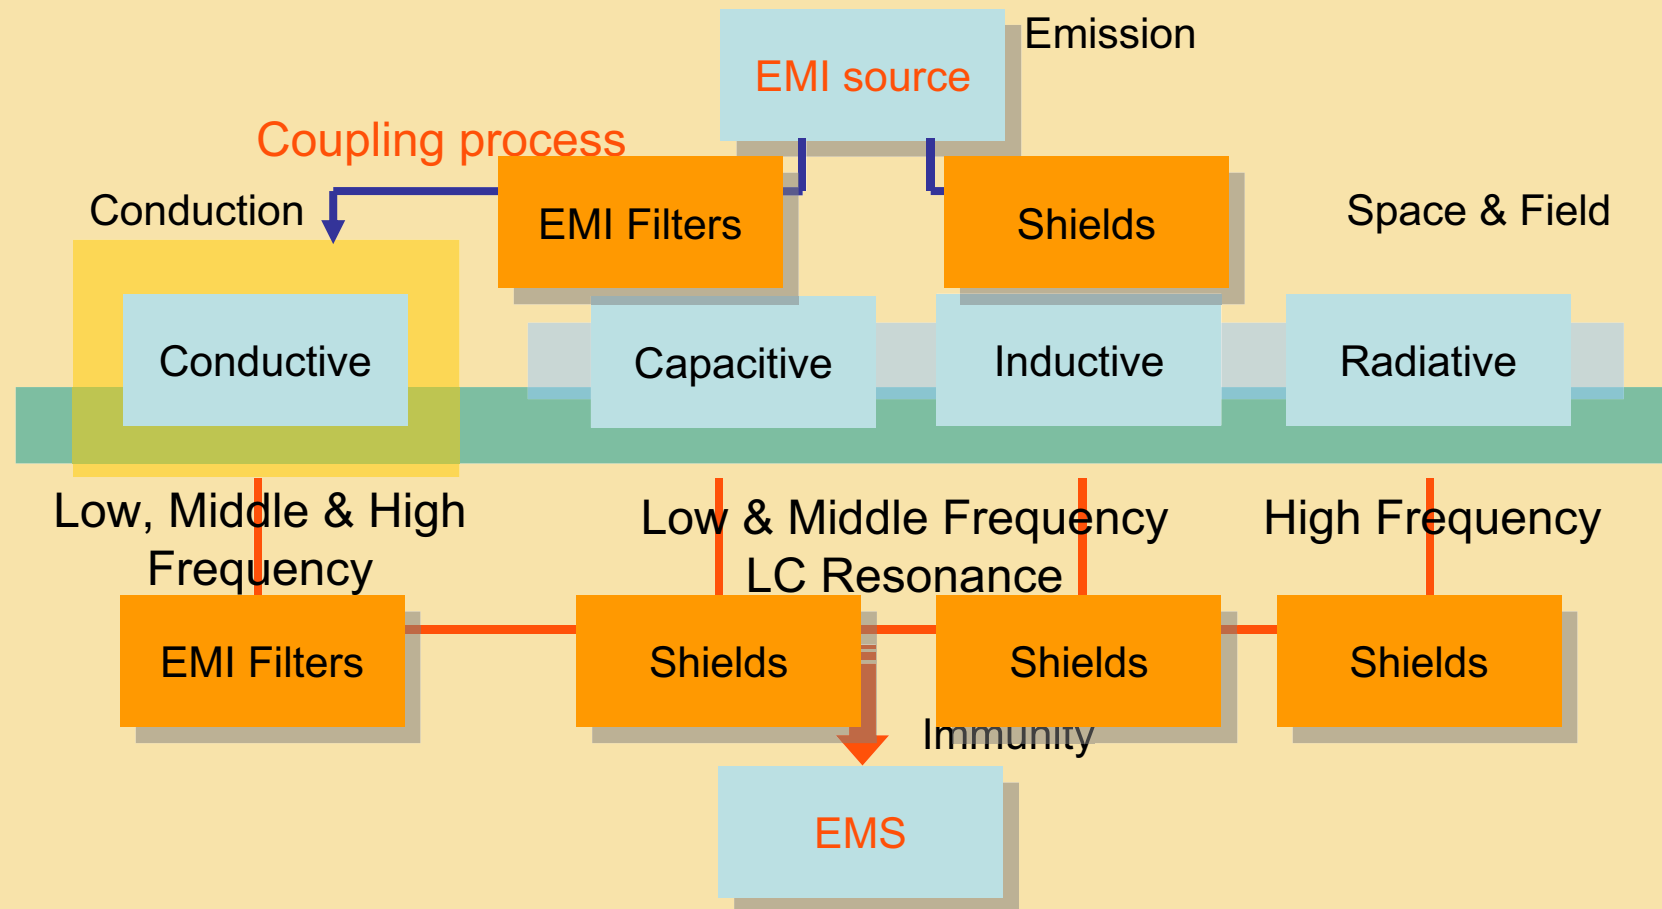 Emission
EMI source
Coupling process
Conduction
EMI Filters
Shields
Space & Field
Conductive
Capacitive
Inductive
Radiative
Low, Middle & High
Frequency
Low & Middle Frequency
LC Resonance
High Frequency
EMI Filters
Shields
Shields
Shields
Immunity
EMS